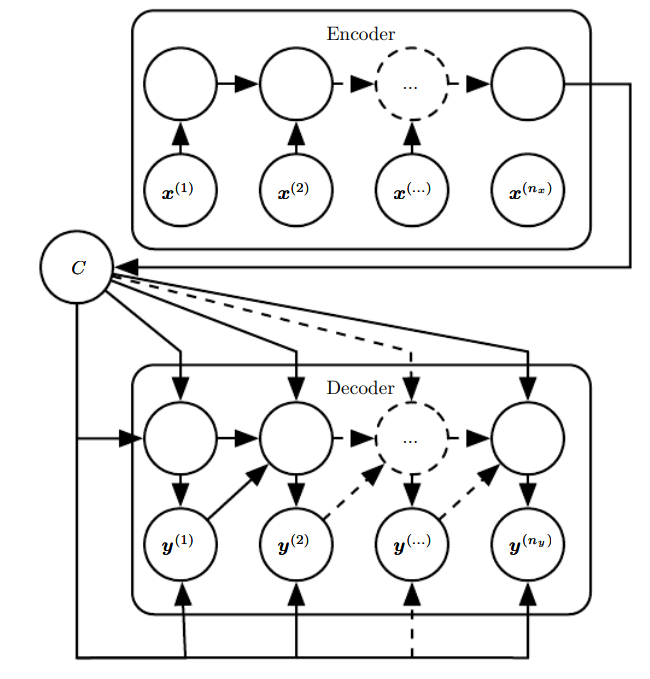 Encoder
...
x^(1) x^(2) x^(...) x^(n_x)
C
Decoder
...
y^(1) y^(2) y^(...) y^(n_y)